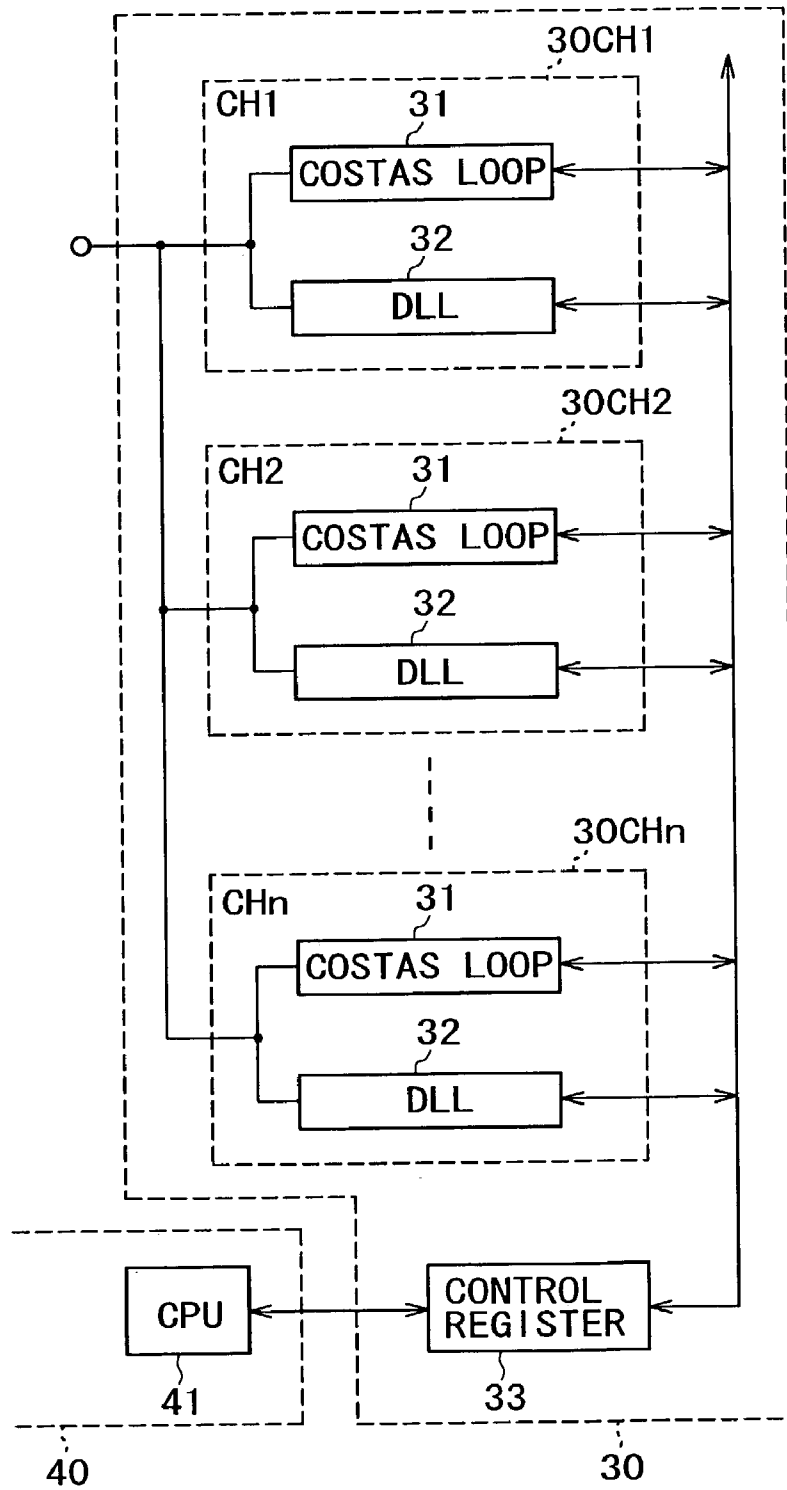 30CH1
CH1
31
COSTAS LOOP
32
DLL
30CH2
CH2
31
COSTAS LOOP
32
DLL
30CHn
CHn
31
COSTAS LOOP
32
DLL
CPU
CONTROL
REGISTER
41
33
40
30